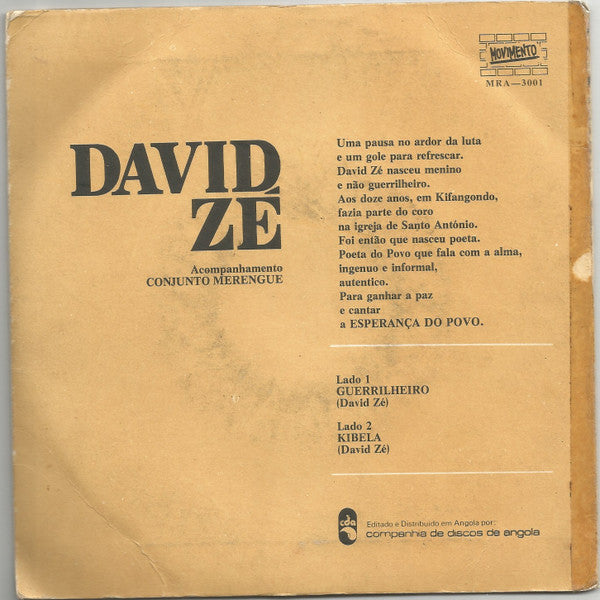 MOVIMENTO
MRA—3001
DAVID
ZÉ
Acompanhamento
CONJUNTO MERENGUE
Uma pausa no ardor da luta
e um gole para refrescar.
David Zé nasceu menino
e não guerrilheiro.
Aos doze anos, em Kifangondo,
fazia parte do coro
na igreja de Santo António.
Foi então que nasceu poeta.
Poeta do Povo que fala com a alma,
ingenuo e informal,
autentico.
Para ganhar a paz
e cantar
a ESPERANÇA DO POVO.
Lado 1
GUERRILHEIRO
(David Zé)
Lado 2
KIBELA
(David Zé)
cda
Editado e Distribuido em Angola por:
companhia de discos de angola